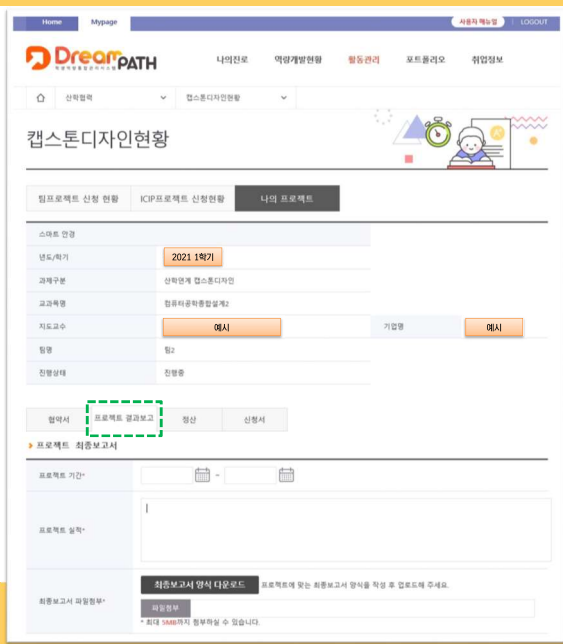 Home Mypage 사용자 매뉴얼 LOGOUT
DreamPATH
나의진로 역량개발현황 활동관리 포트폴리오 취업정보
산학협력 캡스톤디자인현황
캡스톤디자인현황
팀프로젝트 신청 현황 ICIP프로젝트 신청현황 나의 프로젝트
스마트 안경
년도/학기 2021 1학기
과제구분 산학연계 캡스톤디자인
교과목명 컴퓨터공학종합설계2
지도교수 예시 기업명 예시
팀명 팀2
진행상태 진행중
협약서 프로젝트 결과보고 정산 신청서
프로젝트 최종보고서
프로젝트 기간* ~
프로젝트 실적*
최종보고서 양식 다운로드 프로젝트에 맞는 최종보고서 양식을 작성 후 업로드해 주세요.
최종보고서 파일첨부*
파일첨부
* 최대 5MB까지 첨부하실 수 있습니다.